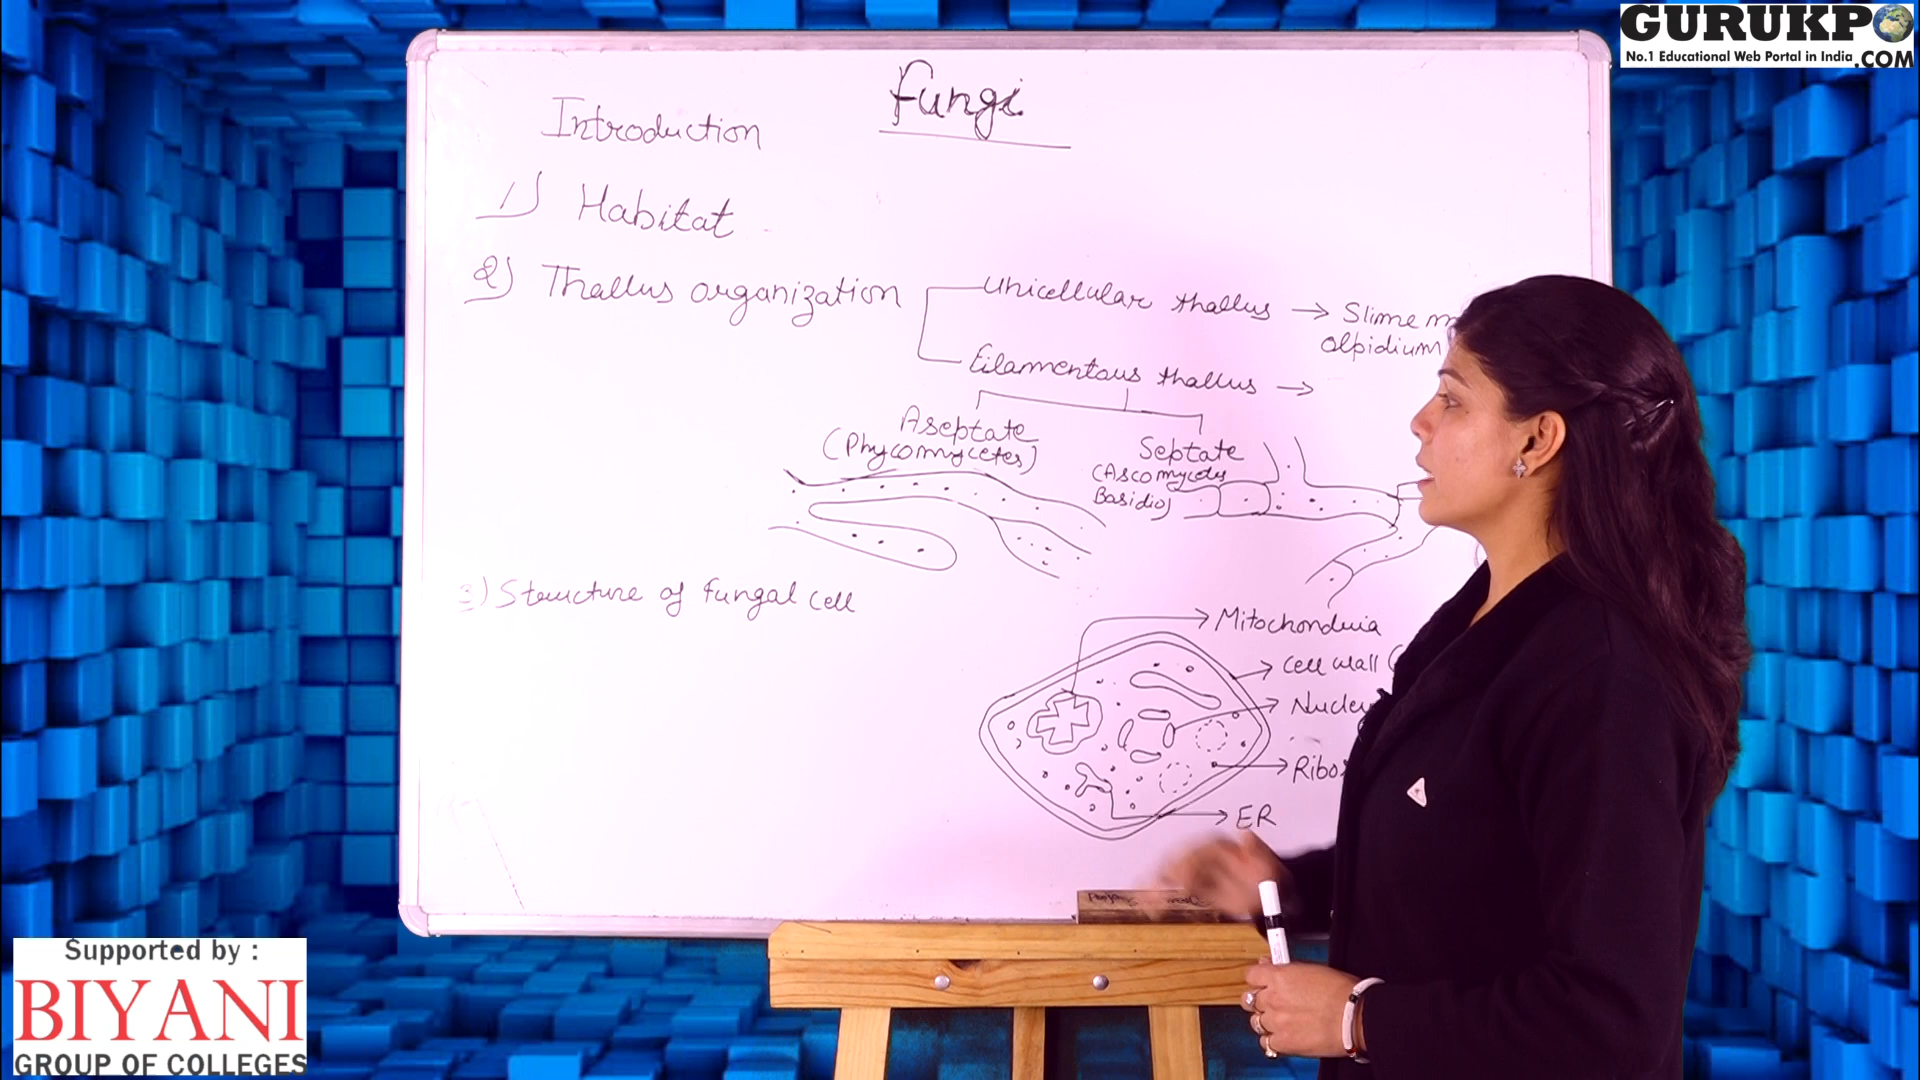 GURUKPO
No.1 Educational Web Portal in India
.COM
Fungi
Introduction
1) Habitat
2) Thallus organization
Unicellular thallus → Slime m
olpidium
Filamentous thallus →
Aseptate
(Phycomycetes)
Septate
(Ascomycetes
Basidio)
3) Structure of fungal cell
Mitochondria
Cell wall (
Nucleu
Ribos
ER
Supported by :
BIYANI
GROUP OF COLLEGES